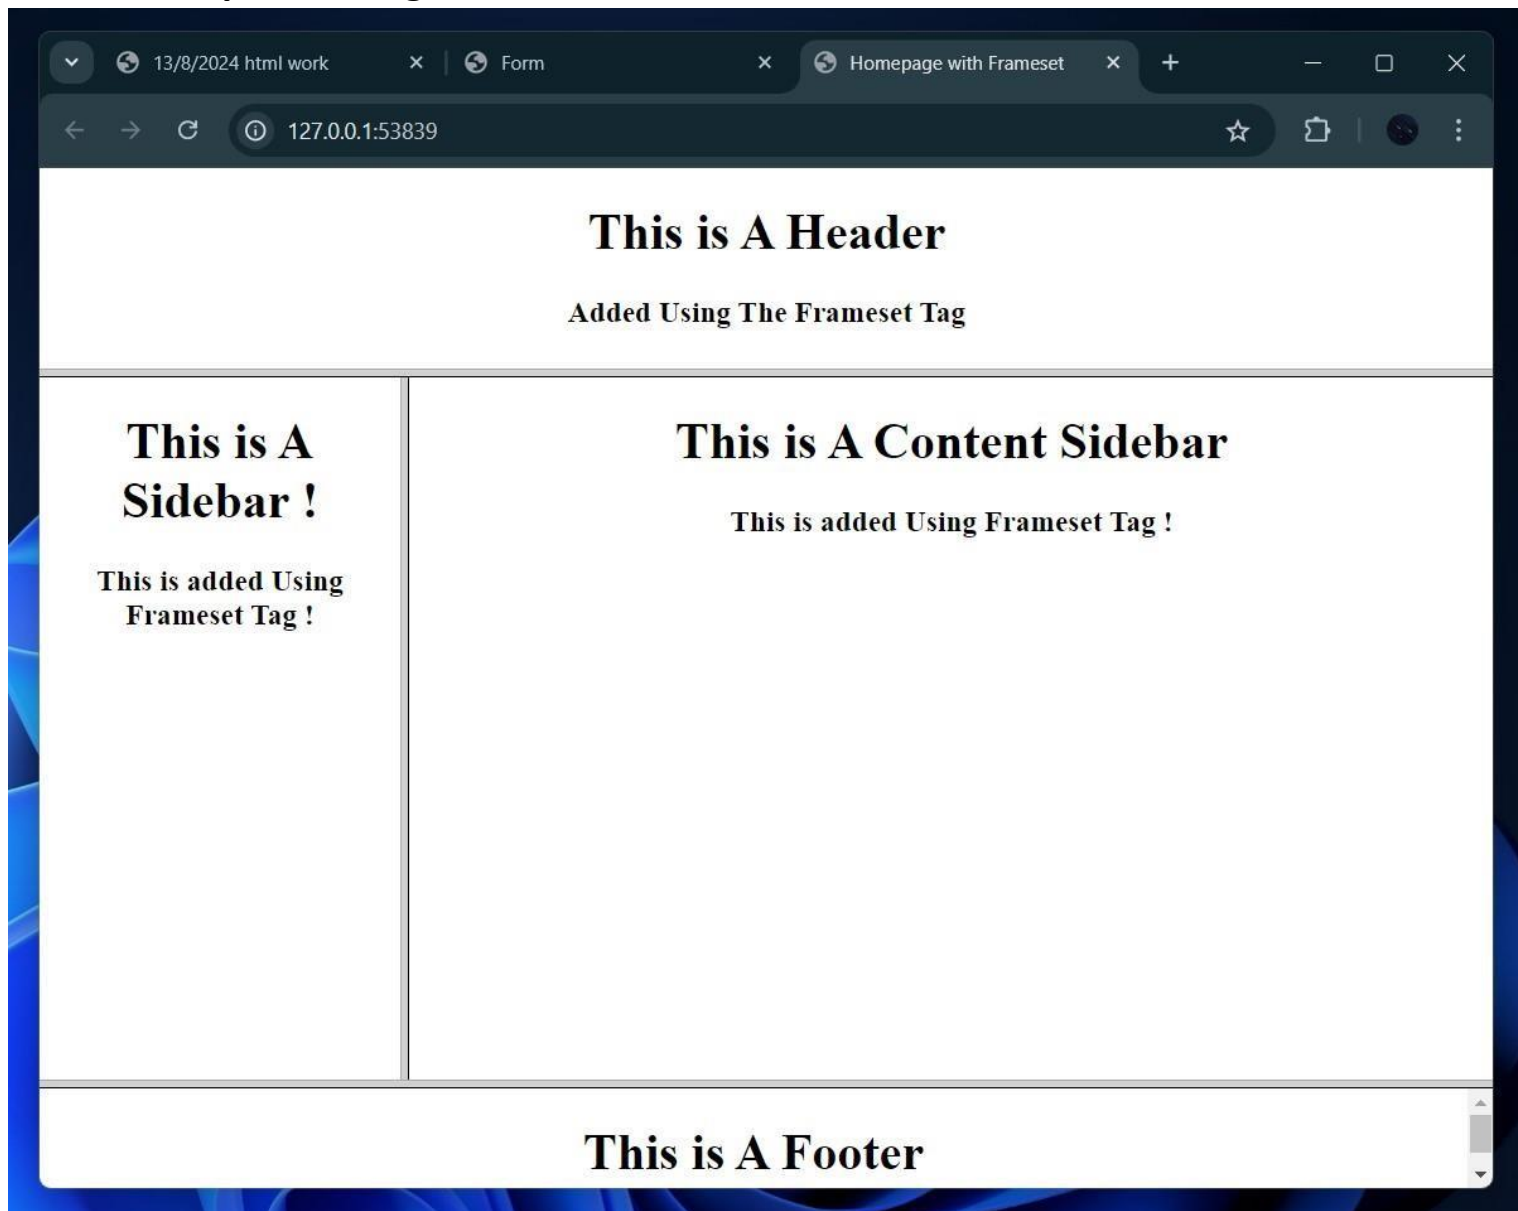 13/8/2024 html work
Form
Homepage with Frameset
127.0.0.1:53839
This is A Header
Added Using The Frameset Tag
This is A
Sidebar !
This is added Using
Frameset Tag !
This is A Content Sidebar
This is added Using Frameset Tag !
This is A Footer